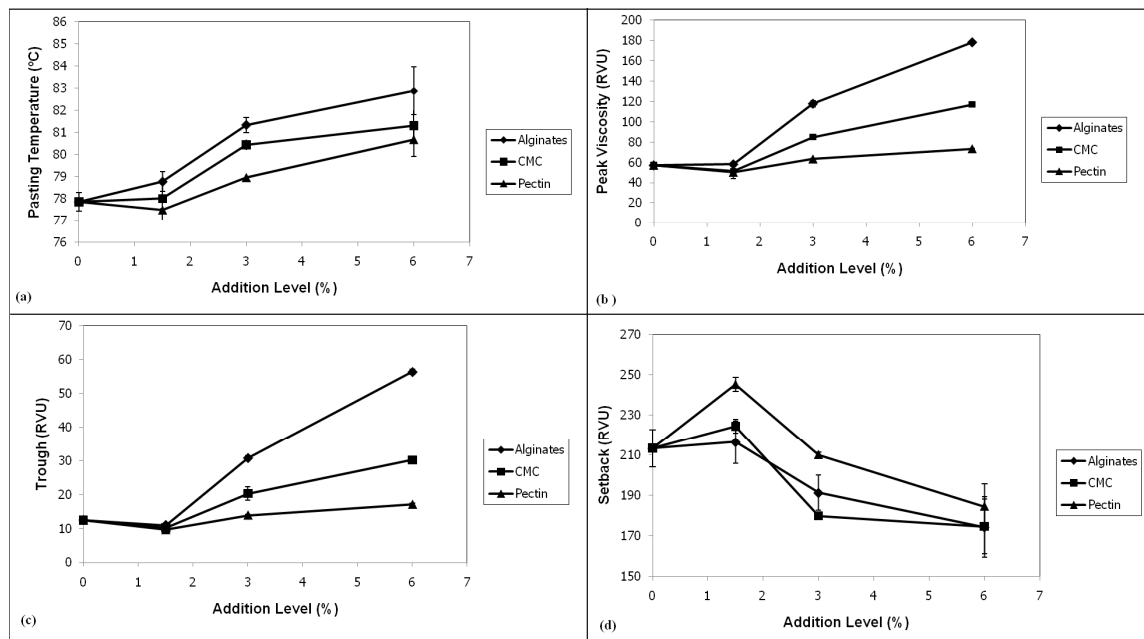 86
85
84
83
82
81
80
79
78
77
76
Pasting Temperature (°C)
0 1 2 3 4 5 6 7
Addition Level (%)
Alginates
CMC
Pectin
(a)
200
180
160
140
120
100
80
60
40
20
0
Peak Viscosity (RVU)
0 1 2 3 4 5 6 7
Addition Level (%)
Alginates
CMC
Pectin
(b )
70
60
50
40
30
20
10
0
Trough (RVU)
0 1 2 3 4 5 6 7
Addition Level (%)
Alginates
CMC
Pectin
(c)
270
250
230
210
190
170
150
Setback (RVU)
0 1 2 3 4 5 6 7
Addition Level (%)
Alginates
CMC
Pectin
(d)